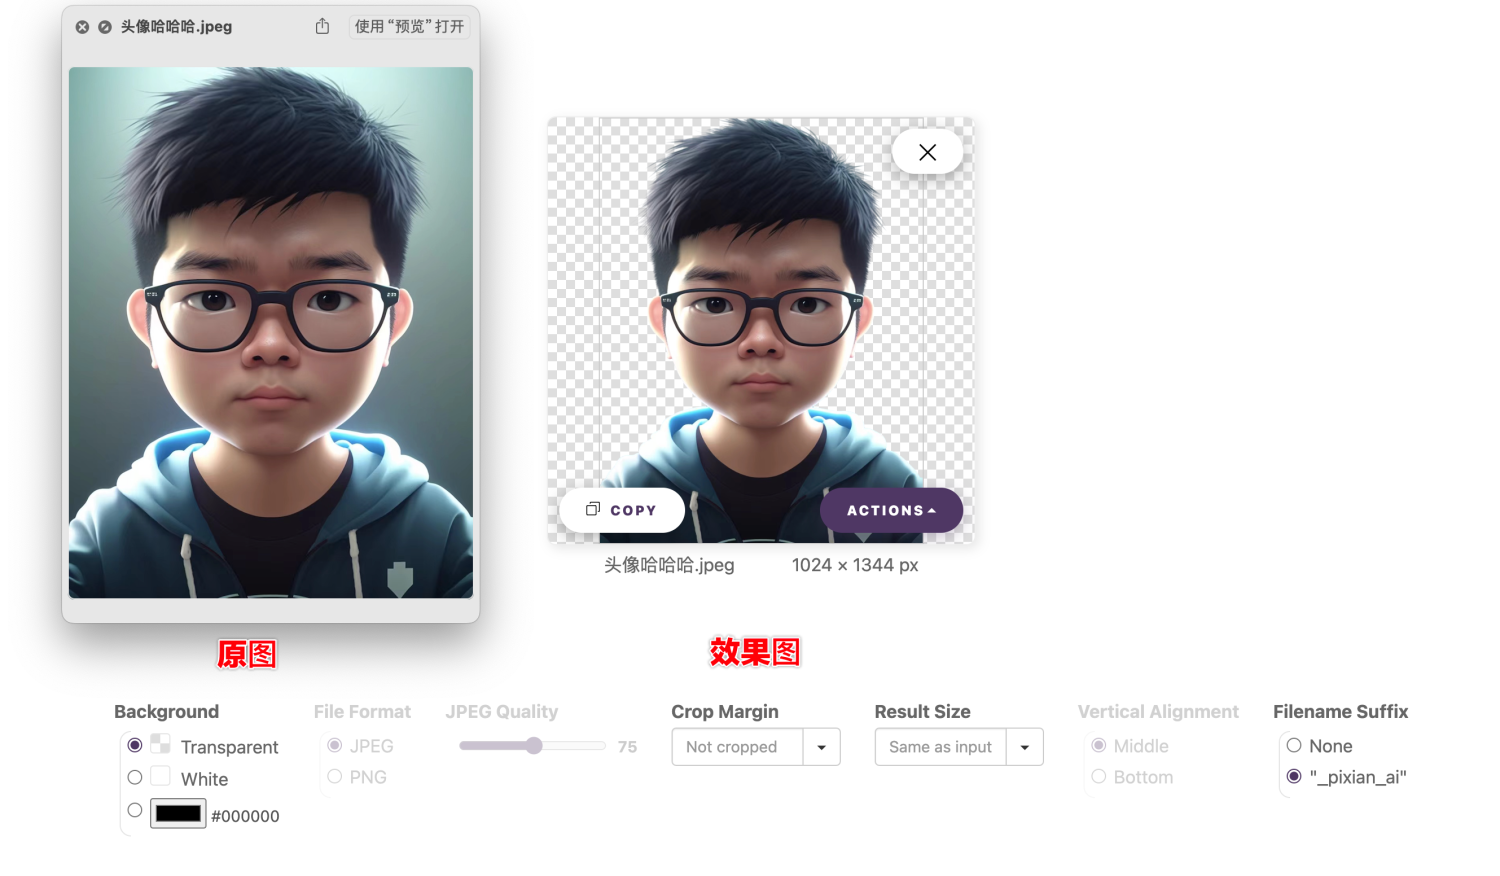 头像哈哈哈.jpeg
使用“预览”打开
COPY
ACTIONS
头像哈哈哈.jpeg
1024 × 1344 px
原图
效果图
Background
Transparent
White
#000000
File Format
JPEG
PNG
JPEG Quality
75
Crop Margin
Not cropped
Result Size
Same as input
Vertical Alignment
Middle
Bottom
Filename Suffix
None
"_pixian_ai"